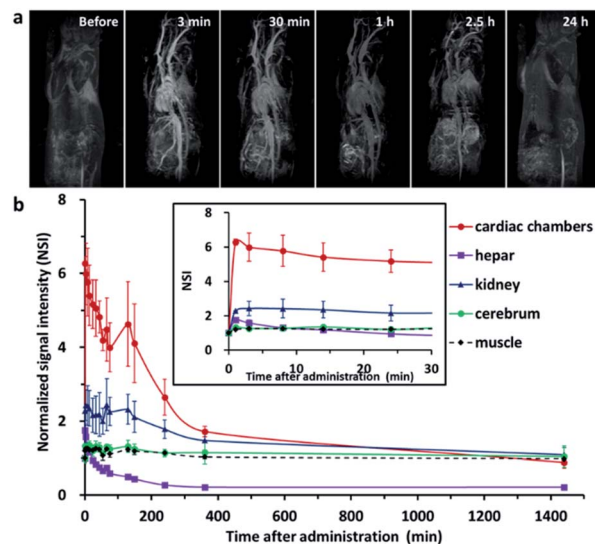 a
Before 3 min 30 min 1 h 2.5 h 24 h
b
Normalized signal intensity (NSI)
8
6
4
2
0
0 200 400 600 800 1000 1200 1400
Time after administration (min)
NSI
8
6
4
2
0
0 10 20 30
Time after administration (min)
cardiac chambers
hepar
kidney
cerebrum
muscle